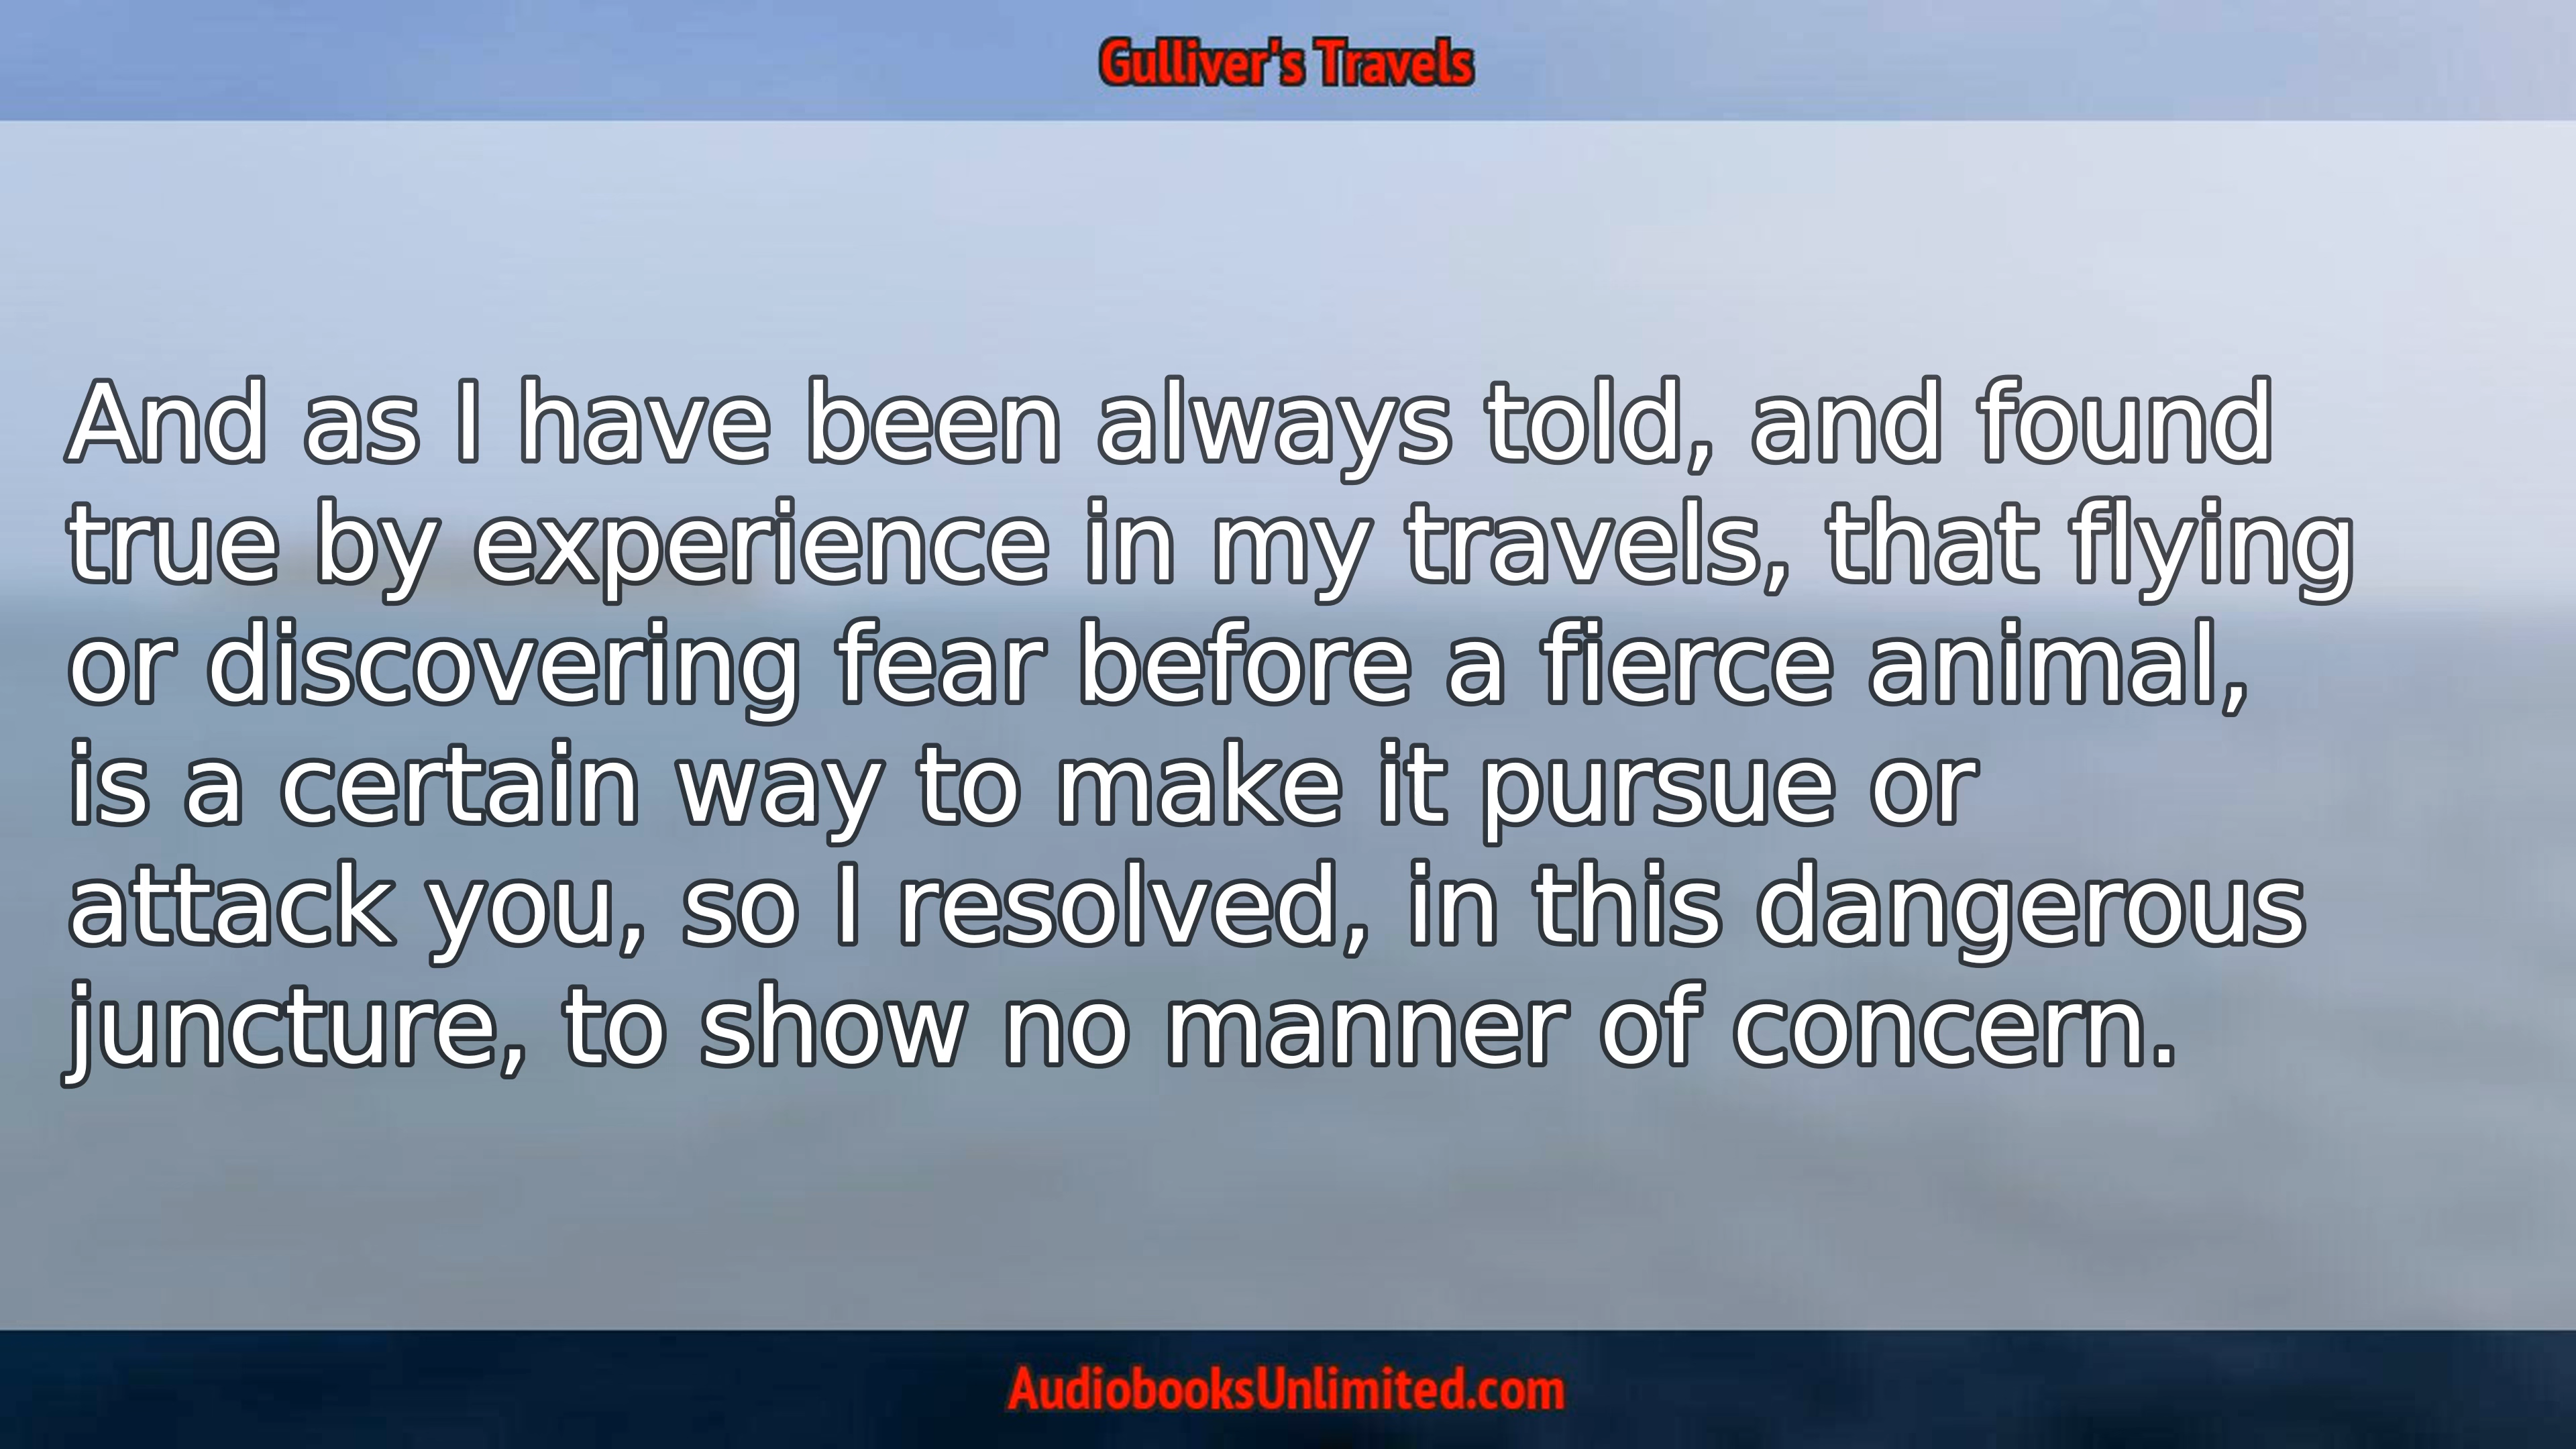 Gulliver's Travels
And as I have been always told, and found
true by experience in my travels, that flying
or discovering fear before a fierce animal,
is a certain way to make it pursue or
attack you, so I resolved, in this dangerous
juncture, to show no manner of concern.
AudiobooksUnlimited.com